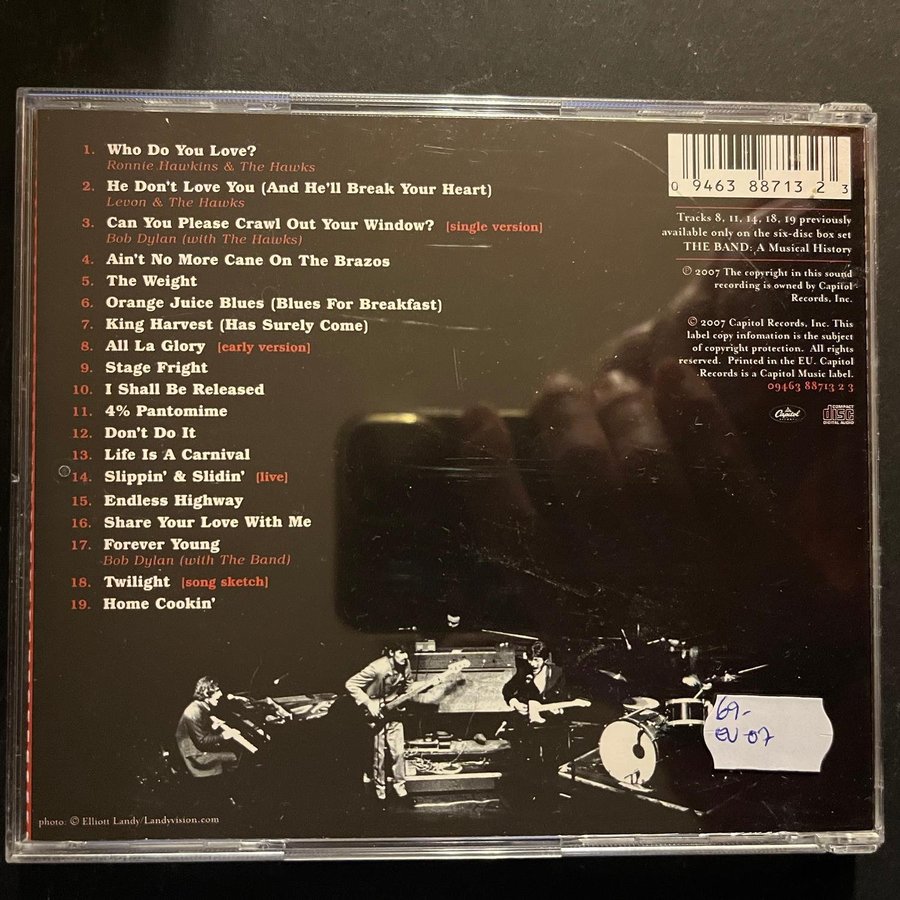 1. Who Do You Love?
Ronnie Hawkins & The Hawks
2. He Don't Love You (And He'll Break Your Heart)
Levon & The Hawks
3. Can You Please Crawl Out Your Window? [single version]
Bob Dylan (with The Hawks)
4. Ain't No More Cane On The Brazos
5. The Weight
6. Orange Juice Blues (Blues For Breakfast)
7. King Harvest (Has Surely Come)
8. All La Glory [early version]
9. Stage Fright
10. I Shall Be Released
11. 4% Pantomime
12. Don't Do It
13. Life Is A Carnival
14. Slippin' & Slidin' [live]
15. Endless Highway
16. Share Your Love With Me
17. Forever Young
Bob Dylan (with The Band)
18. Twilight [song sketch]
19. Home Cookin'
0 9463 88713 2 3
Tracks 8, 11, 14, 18, 19 previously
available only on the six-disc box set
THE BAND: A Musical History
℗ 2007 The copyright in this sound
recording is owned by Capitol
Records, Inc.
© 2007 Capitol Records, Inc. This
label copy infomation is the subject
of copyright protection. All rights
reserved. Printed in the EU. Capitol
Records is a Capitol Music label.
09463 88713 2 3
Capitol
COMPACT
disc
DIGITAL AUDIO
69.-
EU-07
photo: © Elliott Landy/Landyvision.com